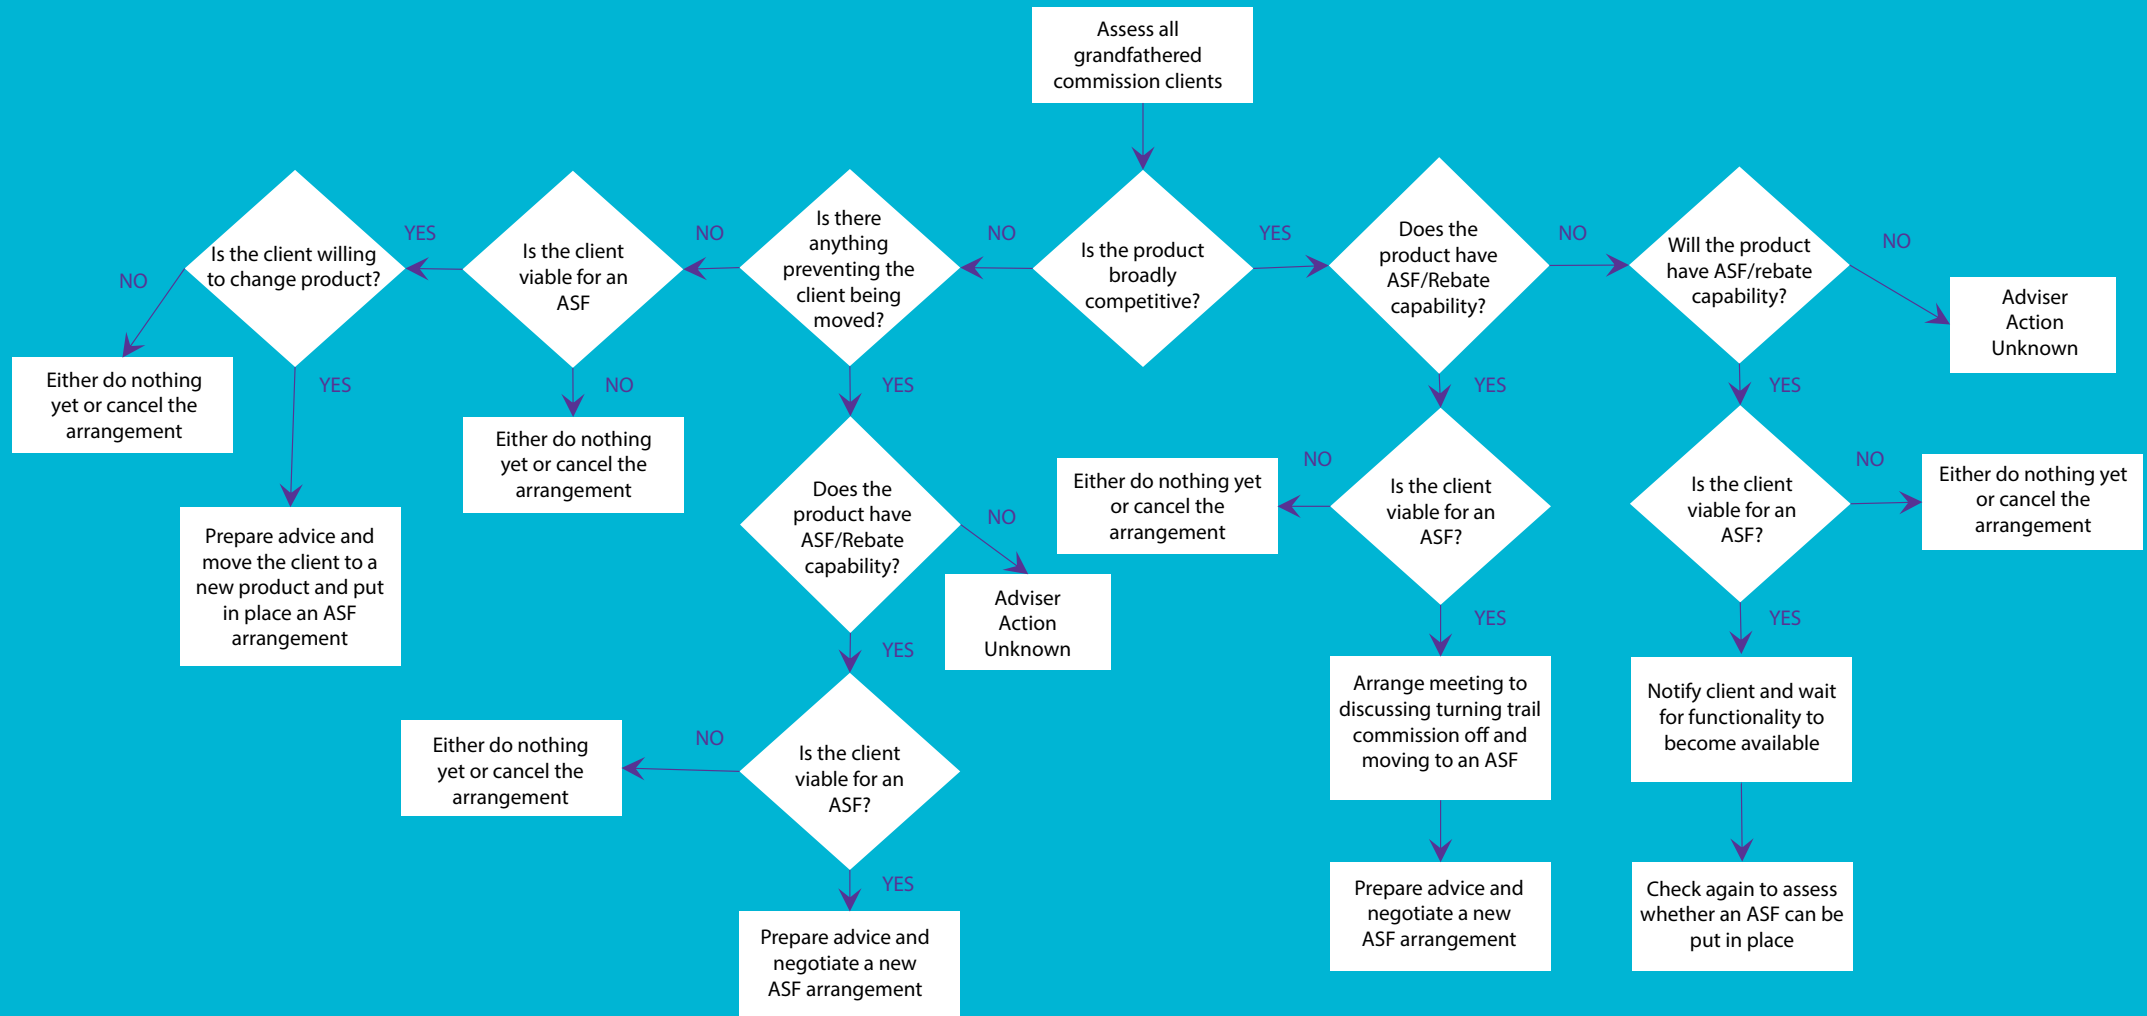 Assess all
grandfathered
commission clients
Is the client willing
to change product?
YES
NO
Is the client
viable for an
ASF
NO
Is there
anything
preventing the
client being
moved?
NO
Is the product
broadly
competitive?
YES
Does the
product have
ASF/Rebate
capability?
NO
Will the product
have ASF/rebate
capability?
NO
Adviser
Action
Unknown
Either do nothing
yet or cancel the
arrangement
YES
Prepare advice and
move the client to a
new product and put
in place an ASF
arrangement
NO
Either do nothing
yet or cancel the
arrangement
YES
Does the
product have
ASF/Rebate
capability?
NO
Adviser
Action
Unknown
YES
Is the client
viable for an
ASF?
NO
Either do nothing
yet or cancel the
arrangement
YES
Prepare advice and
negotiate a new
ASF arrangement
YES
Is the client
viable for an
ASF?
NO
Either do nothing yet
or cancel the
arrangement
YES
Arrange meeting to
discussing turning trail
commission off and
moving to an ASF
Prepare advice and
negotiate a new
ASF arrangement
YES
Is the client
viable for an
ASF?
NO
Either do nothing yet
or cancel the
arrangement
YES
Notify client and wait
for functionality to
become available
Check again to assess
whether an ASF can be
put in place